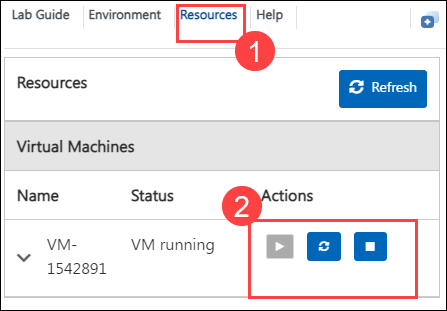 Lab Guide Environment Resources Help
1
Resources
Refresh
Virtual Machines
Name Status Actions
2
VM-
1542891
VM running